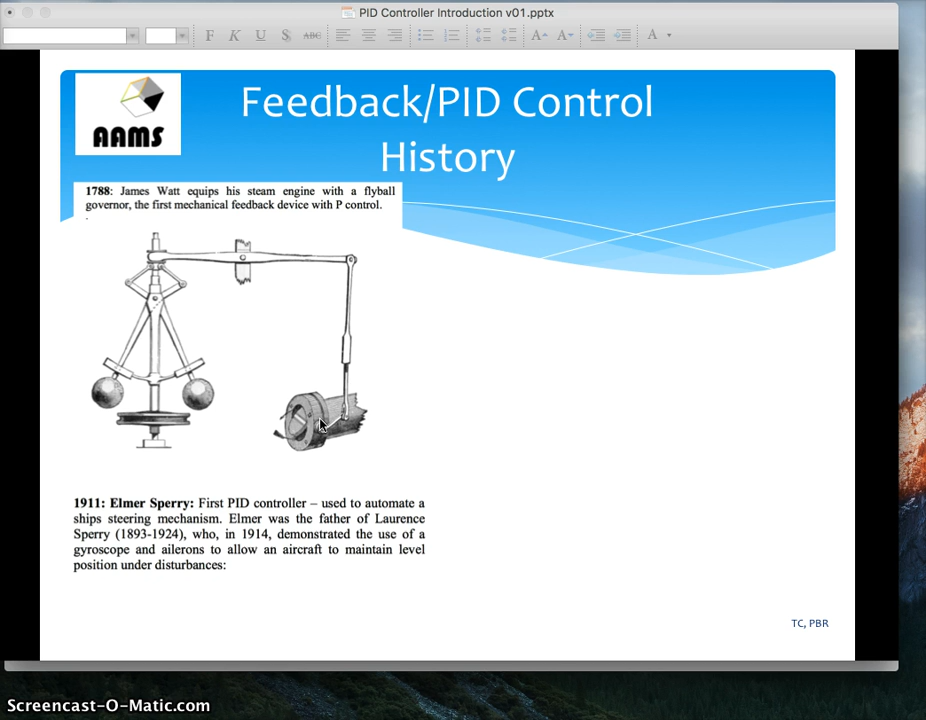 PID Controller Introduction v01.pptx
F K U S ABC A A A
AAMS
Feedback/PID Control
History
1788: James Watt equips his steam engine with a flyball
governor, the first mechanical feedback device with P control.
.
1911: Elmer Sperry: First PID controller – used to automate a
ships steering mechanism. Elmer was the father of Laurence
Sperry (1893-1924), who, in 1914, demonstrated the use of a
gyroscope and ailerons to allow an aircraft to maintain level
position under disturbances:
TC, PBR
Screencast-O-Matic.com